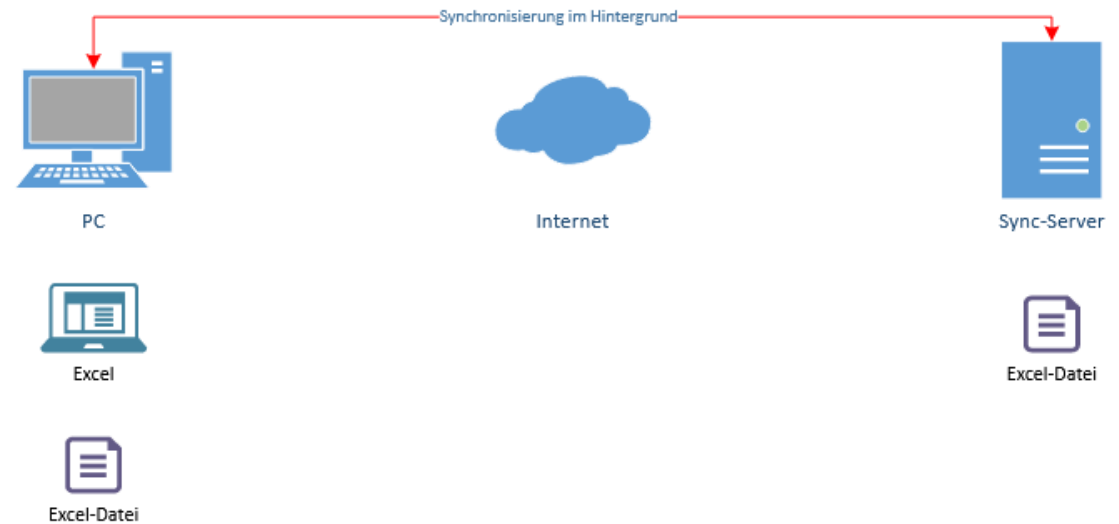 Synchronisierung im Hintergrund
PC
Internet
Sync-Server
Excel
Excel-Datei
Excel-Datei